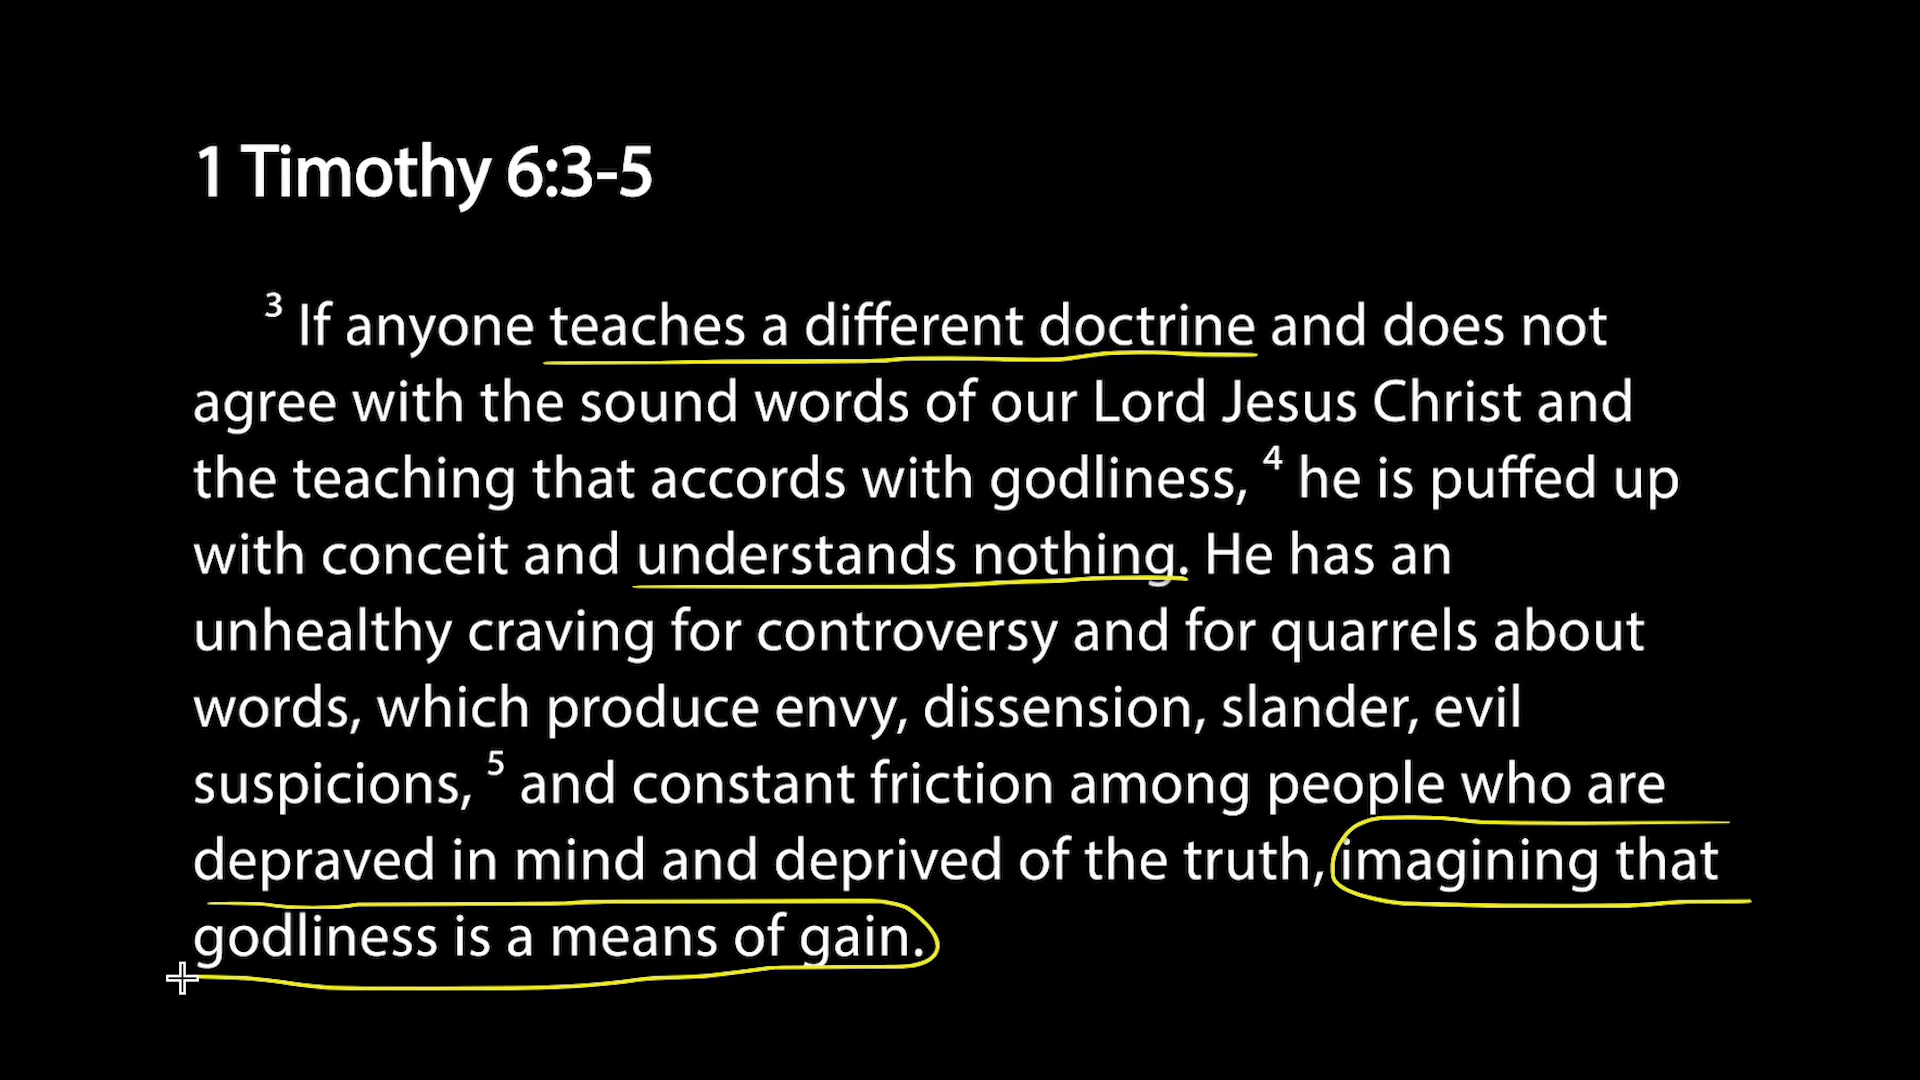 1 Timothy 6:3-5
³ If anyone teaches a different doctrine and does not
agree with the sound words of our Lord Jesus Christ and
the teaching that accords with godliness, ⁴ he is puffed up
with conceit and understands nothing. He has an
unhealthy craving for controversy and for quarrels about
words, which produce envy, dissension, slander, evil
suspicions, ⁵ and constant friction among people who are
depraved in mind and deprived of the truth, imagining that
godliness is a means of gain.